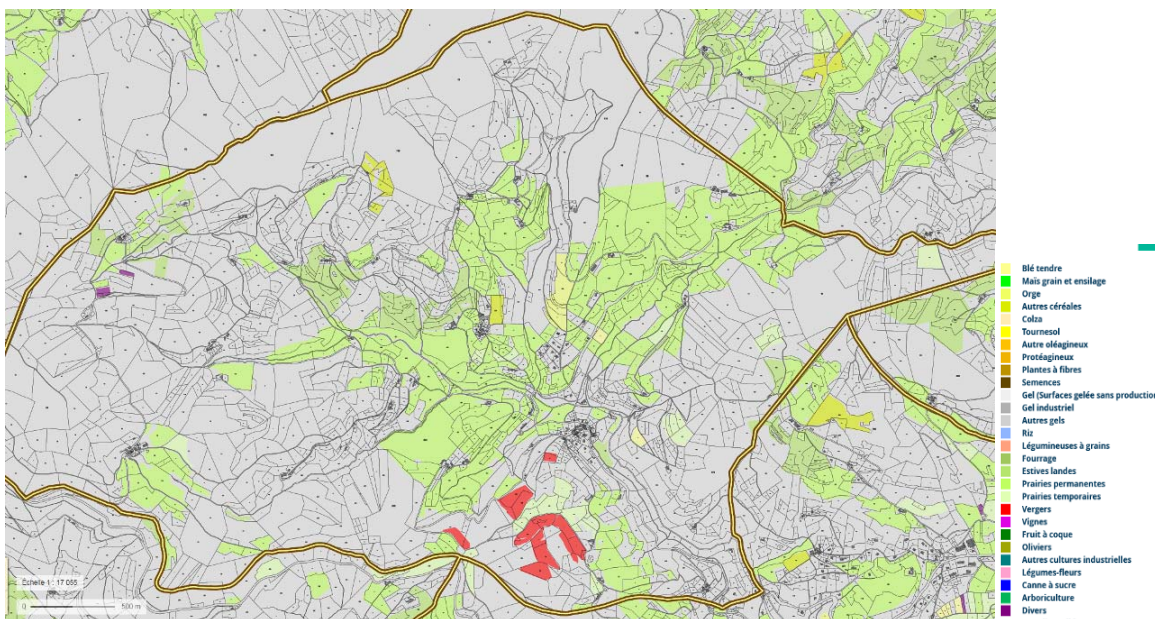 Blé tendre
Maïs grain et ensilage
Orge
Autres céréales
Colza
Tournesol
Autre oléagineux
Protéagineux
Plantes à fibres
Semences
Gel (Surfaces gelée sans production
Gel industriel
Autres gels
Riz
Légumineuses à grains
Fourrage
Estives landes
Prairies permanentes
Prairies temporaires
Vergers
Vignes
Fruit à coque
Oliviers
Autres cultures industrielles
Légumes-fleurs
Canne à sucre
Arboriculture
Divers
Échelle 1 : 17 055
0 500 m